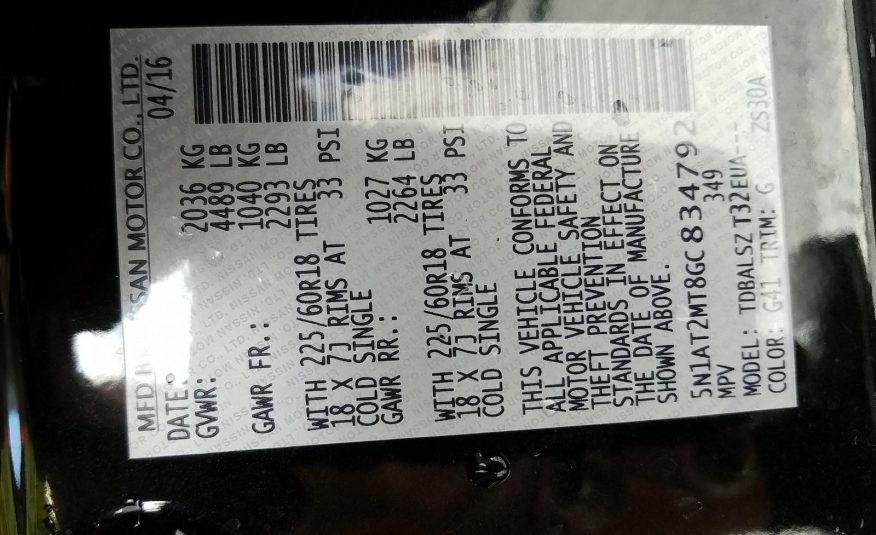 MFD SSAN MOTOR CO., LTD.
DATE: 04/16
GVWR: 2036 KG
4489 LB
GAWR FR.: 1040 KG
2293 LB
WITH 225/60R18 TIRES
18 X 7J RIMS AT 33 PSI
COLD SINGLE
GAWR RR.: 1027 KG
2264 LB
WITH 225/60R18 TIRES
18 X 7J RIMS AT 33 PSI
COLD SINGLE
THIS VEHICLE CONFORMS TO
ALL APPLICABLE FEDERAL
MOTOR VEHICLE SAFETY AND
THEFT PREVENTION
STANDARDS IN EFFECT ON
THE DATE OF MANUFACTURE
SHOWN ABOVE.
5N1AT2MT8GC834792
MPV 349
MODEL: TDBALSZ T32EUA---
COLOR: G41 TRIM: G ZS30A